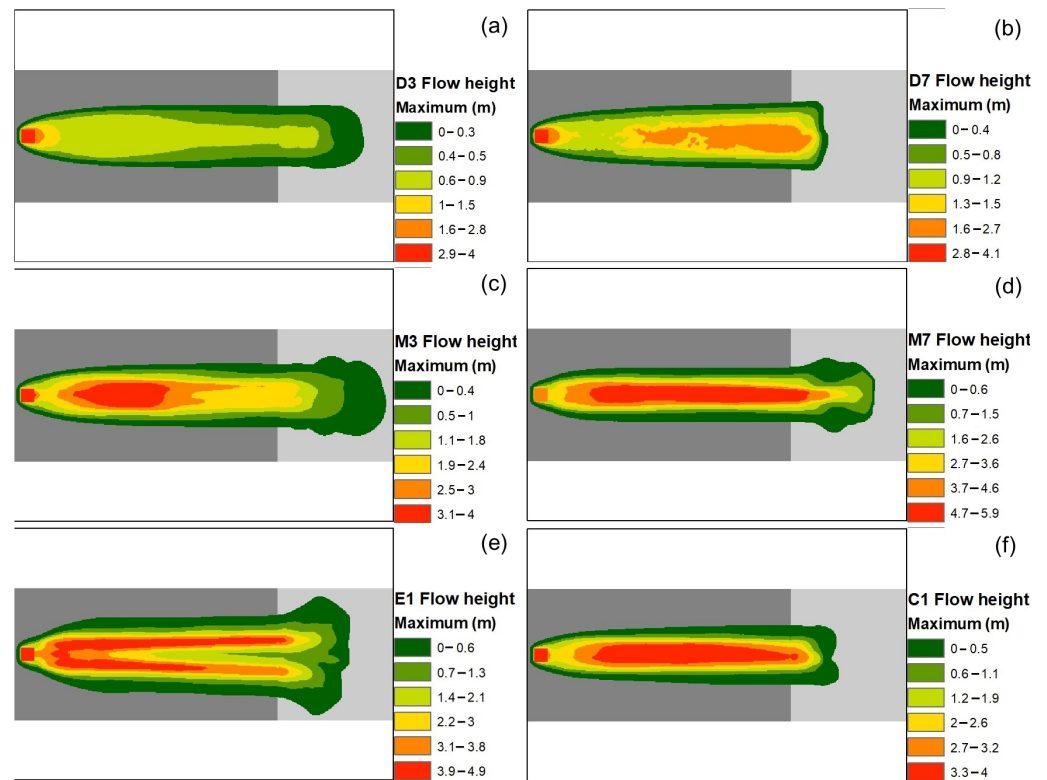 (a)
D3 Flow height
Maximum (m)
0–0.3
0.4–0.5
0.6–0.9
1–1.5
1.6–2.8
2.9–4
(b)
D7 Flow height
Maximum (m)
0–0.4
0.5–0.8
0.9–1.2
1.3–1.5
1.6–2.7
2.8–4.1
(c)
M3 Flow height
Maximum (m)
0–0.4
0.5–1
1.1–1.8
1.9–2.4
2.5–3
3.1–4
(d)
M7 Flow height
Maximum (m)
0–0.6
0.7–1.5
1.6–2.6
2.7–3.6
3.7–4.6
4.7–5.9
(e)
E1 Flow height
Maximum (m)
0–0.6
0.7–1.3
1.4–2.1
2.2–3
3.1–3.8
3.9–4.9
(f)
C1 Flow height
Maximum (m)
0–0.5
0.6–1.1
1.2–1.9
2–2.6
2.7–3.2
3.3–4